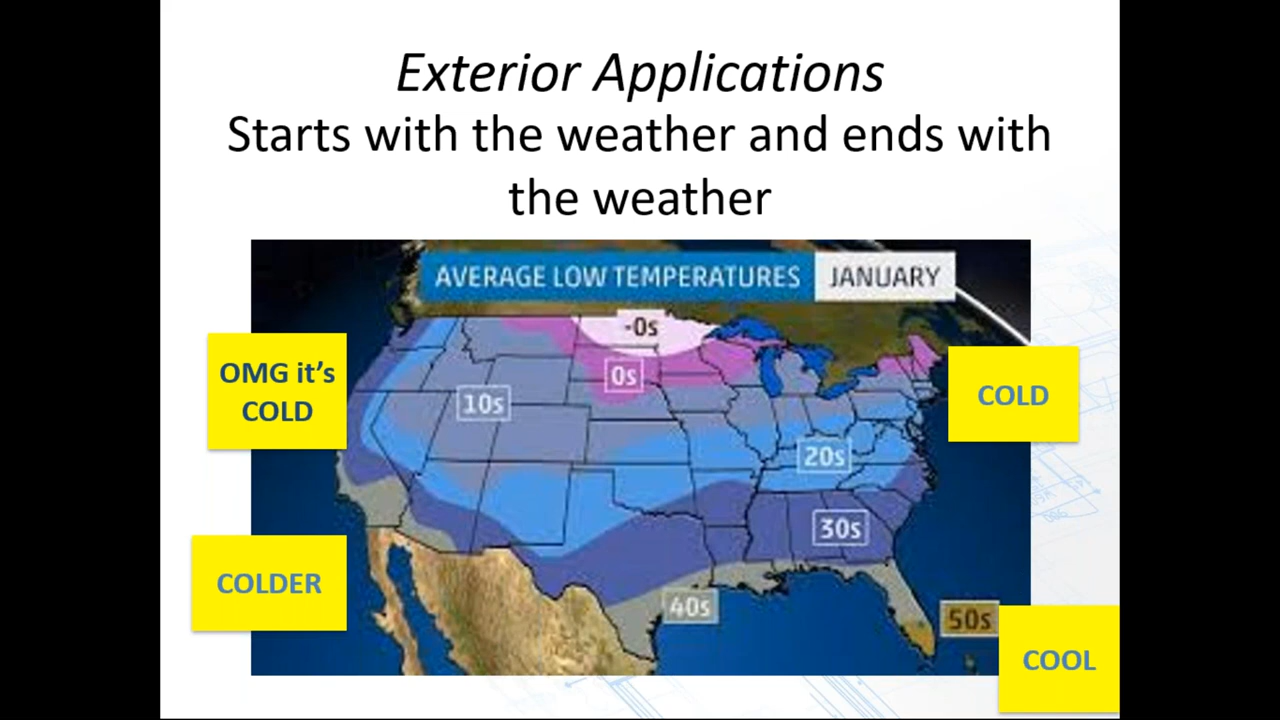 Exterior Applications
Starts with the weather and ends with
the weather
AVERAGE LOW TEMPERATURES JANUARY
-0s
0s
10s
20s
30s
40s
50s
OMG it's
COLD
COLD
COLDER
COOL